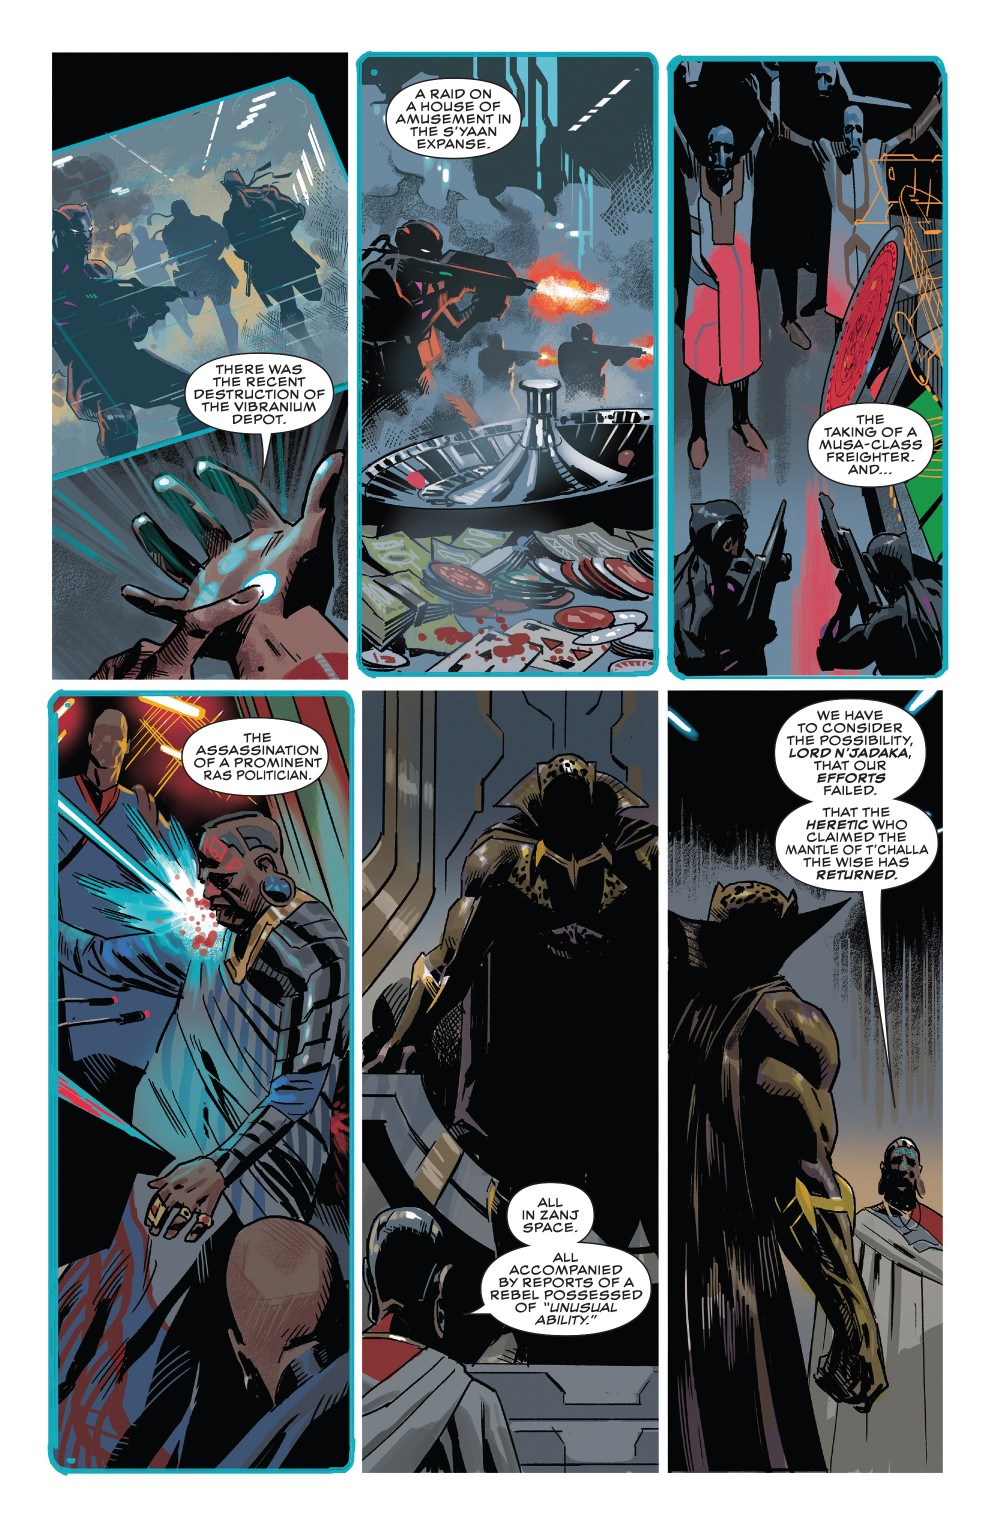 THERE WAS
THE RECENT
DESTRUCTION OF
THE VIBRANIUM
DEPOT.
A RAID ON
A HOUSE OF
AMUSEMENT IN
THE S'YAAN
EXPANSE.
THE
TAKING OF A
MUSA-CLASS
FREIGHTER.
AND...
THE
ASSASSINATION
OF A PROMINENT
RAS POLITICIAN.
ALL
IN ZANJ
SPACE.
ALL
ACCOMPANIED
BY REPORTS OF A
REBEL POSSESSED
OF "UNUSUAL
ABILITY."
WE HAVE
TO CONSIDER
THE POSSIBILITY,
LORD N'JADAKA,
THAT OUR
EFFORTS
FAILED.
THAT THE
HERETIC WHO
CLAIMED THE
MANTLE OF T'CHALLA
THE WISE HAS
RETURNED.